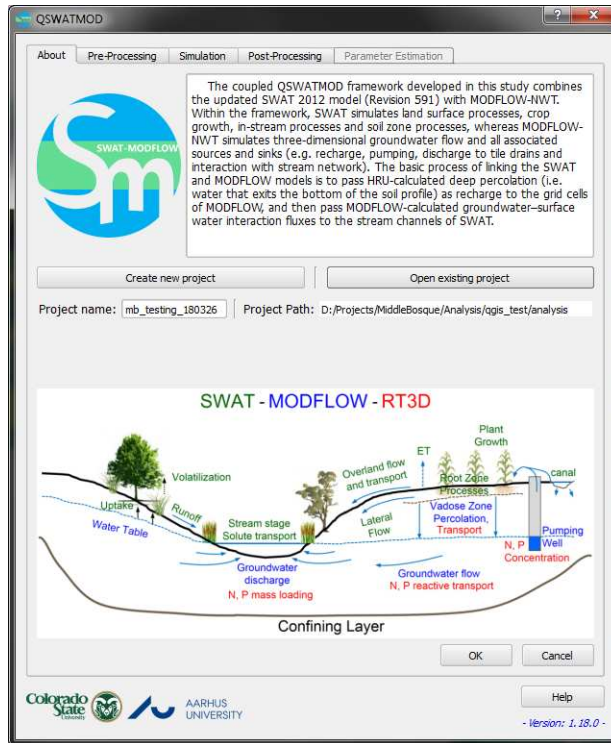 QSWATMOD
About
Pre-Processing
Simulation
Post-Processing
Parameter Estimation
SWAT-MODFLOW
Sm
The coupled QSWATMOD framework developed in this study combines
the updated SWAT 2012 model (Revision 591) with MODFLOW-NWT.
Within the framework, SWAT simulates land surface processes, crop
growth, in-stream processes and soil zone processes, whereas MODFLOW-
NWT simulates three-dimensional groundwater flow and all associated
sources and sinks (e.g. recharge, pumping, discharge to tile drains and
interaction with stream network). The basic process of linking the SWAT
and MODFLOW models is to pass HRU-calculated deep percolation (i.e.
water that exits the bottom of the soil profile) as recharge to the grid cells
of MODFLOW, and then pass MODFLOW-calculated groundwater–surface
water interaction fluxes to the stream channels of SWAT.
Create new project
Open existing project
Project name: mb_testing_180326
Project Path: D:/Projects/MiddleBosque/Analysis/qgis_test/analysis
SWAT - MODFLOW - RT3D
Volatilization
Uptake
Runoff
Water Table
Stream stage
Solute transport
Groundwater
discharge
N, P mass loading
Overland flow
and transport
Lateral
Flow
ET
Plant
Growth
Root Zone
Processes
Vadose Zone
Percolation,
Transport
canal
Pumping
Well
N, P
Concentration
Groundwater flow
N, P reactive transport
Confining Layer
OK
Cancel
Colorado
State
University
AARHUS
UNIVERSITY
Help
- Version: 1.18.0 -